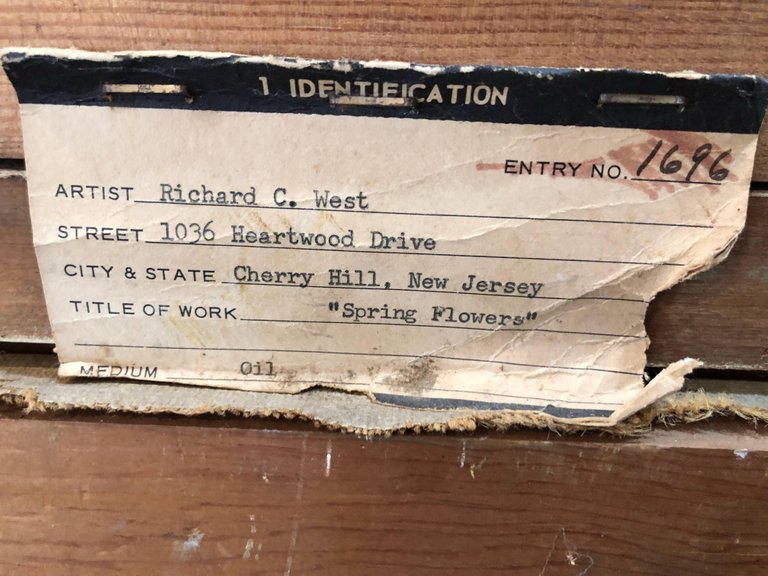 1 IDENTIFICATION
ENTRY NO. 1696
ARTIST Richard C. West
STREET 1036 Heartwood Drive
CITY & STATE Cherry Hill, New Jersey
TITLE OF WORK "Spring Flowers"
MEDIUM Oil